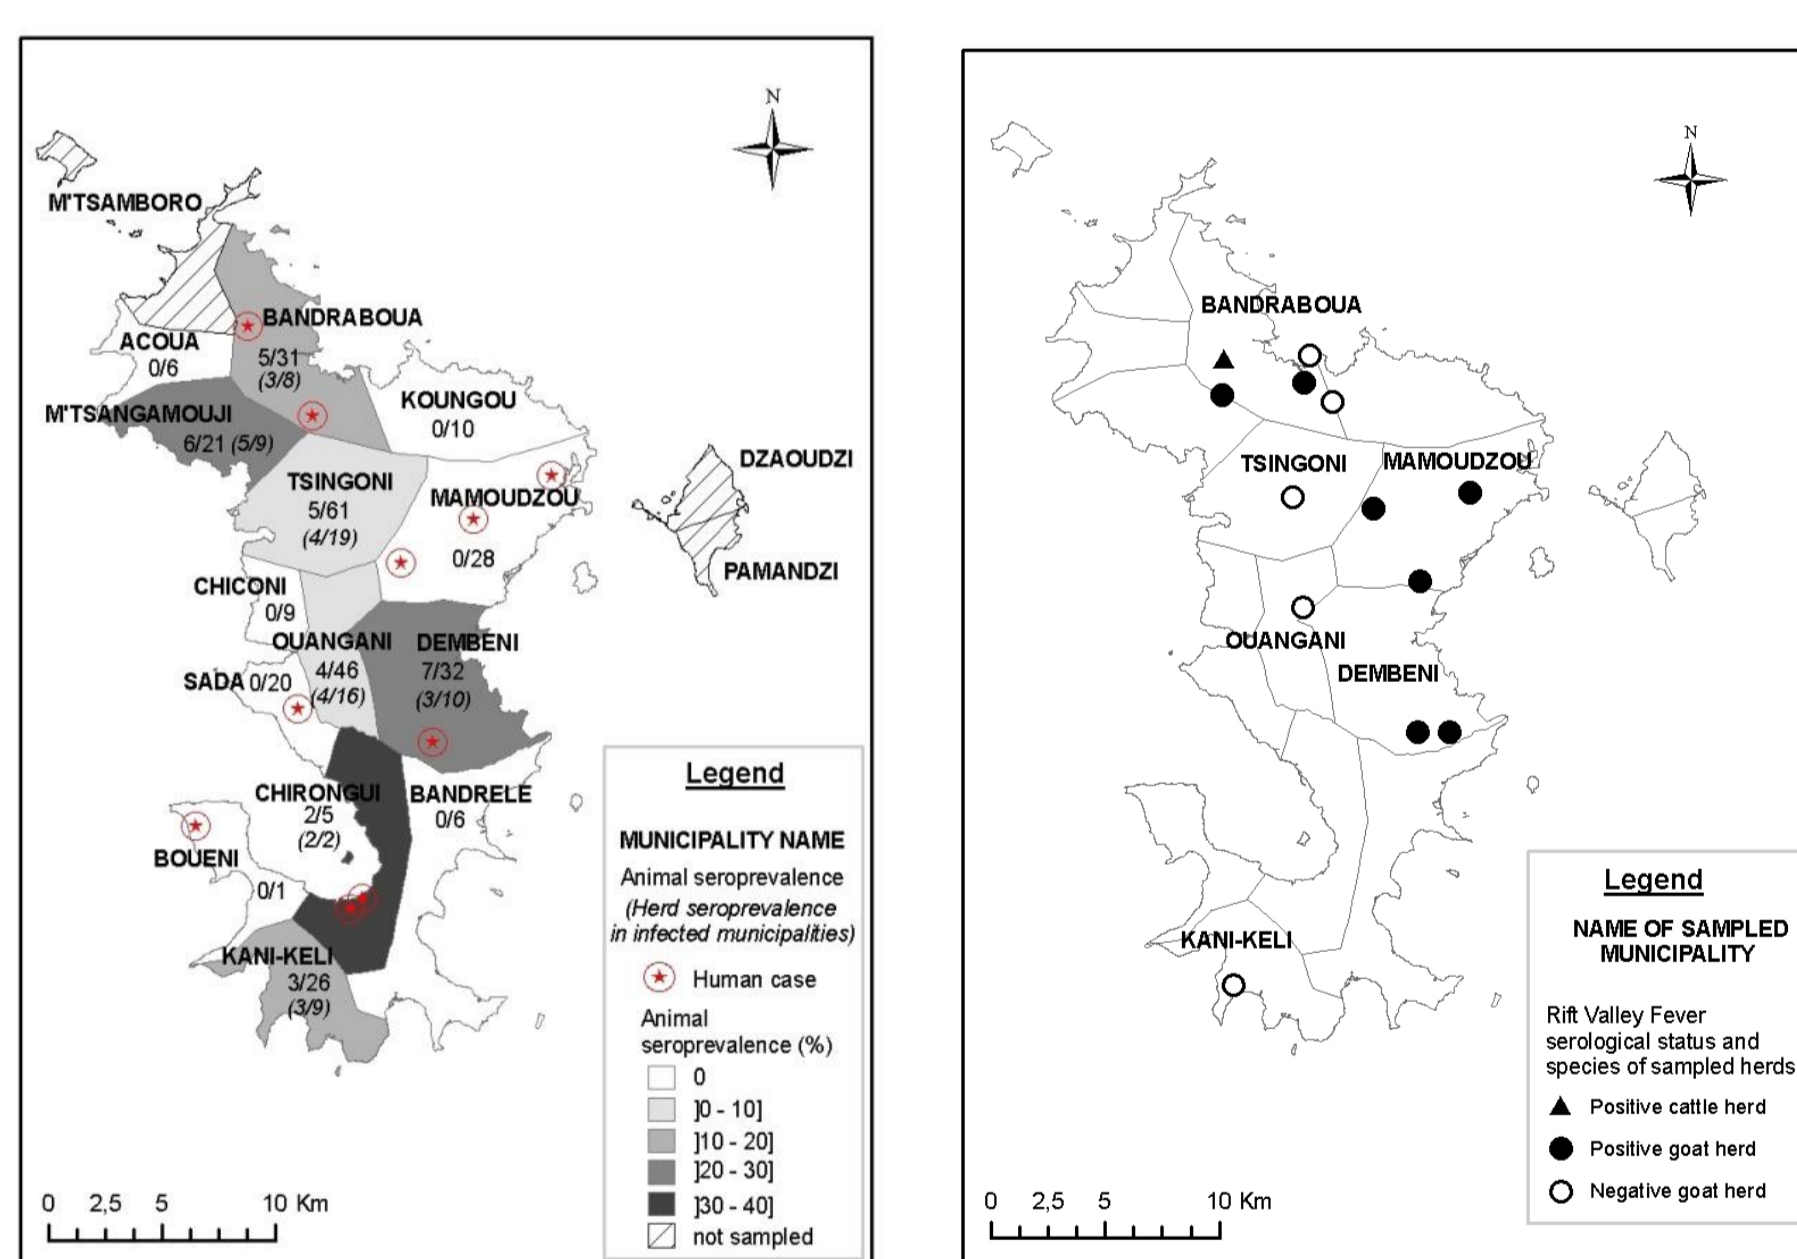 N
M'TSAMBORO
BANDRABOUA
5/31
(3/8)
ACOUA
0/6
KOUNGOU
0/10
M'TSANGAMOUJI
6/21 (5/9)
TSINGONI
5/61
(4/19)
MAMOUDZOU
0/28
DZAOUDZI
PAMANDZI
CHICONI
0/9
OUANGANI
4/46
(4/16)
DEMBENI
7/32
(3/10)
SADA 0/20
CHIRONGUI
2/5
(2/2)
BANDRELE
0/6
BOUENI
0/1
KANI-KELI
3/26
(3/9)
Legend
MUNICIPALITY NAME
Animal seroprevalence
(Herd seroprevalence
in infected municipalities)
Human case
Animal
seroprevalence (%)
0
]0 - 10]
]10 - 20]
]20 - 30]
]30 - 40]
not sampled
0 2,5 5 10 Km
N
BANDRABOUA
TSINGONI
MAMOUDZOU
OUANGANI
DEMBENI
KANI-KELI
Legend
NAME OF SAMPLED
MUNICIPALITY
Rift Valley Fever
serological status and
species of sampled herds
Positive cattle herd
Positive goat herd
Negative goat herd
0 2,5 5 10 Km